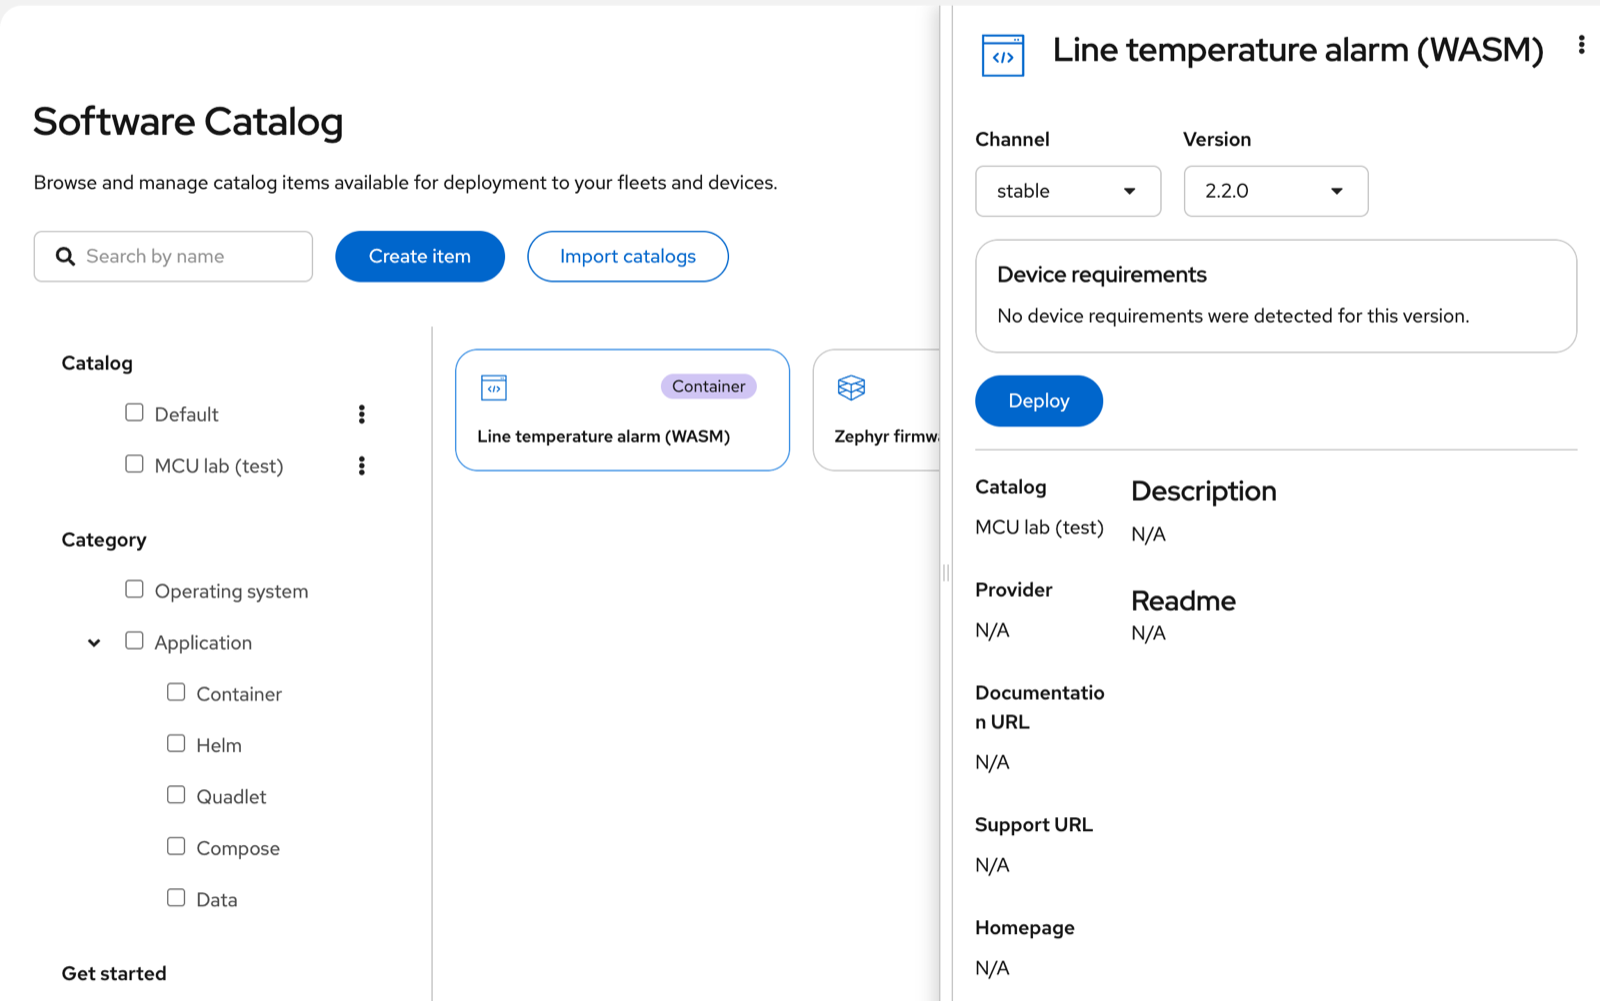 Software Catalog
Browse and manage catalog items available for deployment to your fleets and devices.
Search by name
Create item
Import catalogs
Catalog
Default
MCU lab (test)
Category
Operating system
Application
Container
Helm
Quadlet
Compose
Data
Get started
Container
Line temperature alarm (WASM)
Zephyr firmw
Line temperature alarm (WASM)
Channel
Version
stable
2.2.0
Device requirements
No device requirements were detected for this version.
Deploy
Catalog
MCU lab (test)
Provider
N/A
Documentatio
n URL
N/A
Support URL
N/A
Homepage
N/A
Description
N/A
Readme
N/A